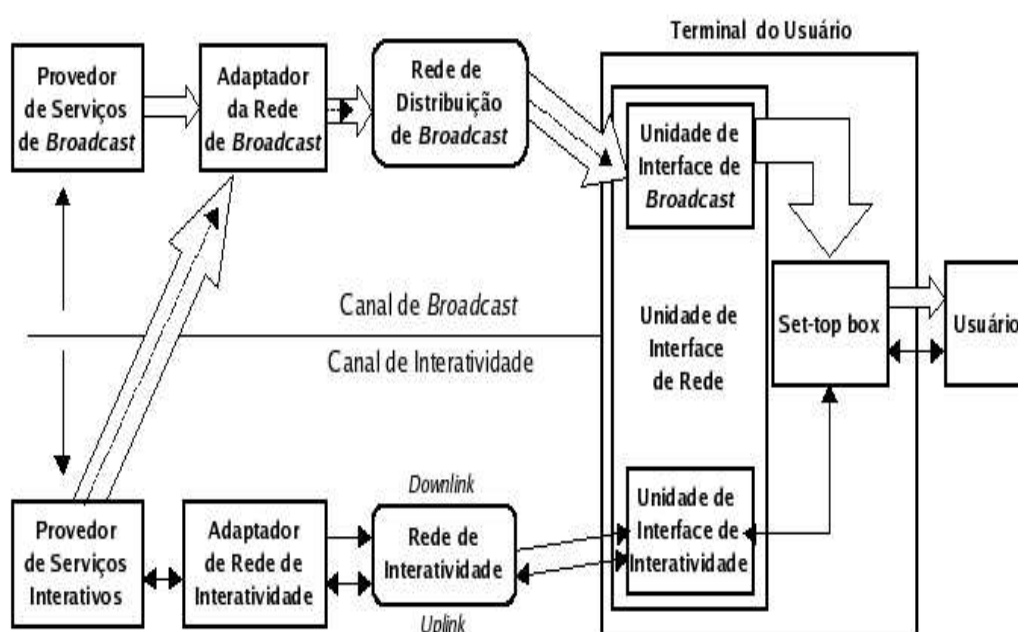 Terminal do Usuário
Provedor
de Serviços
de Broadcast
Adaptador
da Rede
de Broadcast
Rede de
Distribuição
de Broadcast
Unidade de
Interface de
Broadcast
Canal de Broadcast
Canal de Interatividade
Unidade de
Interface
de Rede
Set-top box
Usuário
Provedor
de Serviços
Interativos
Adaptador
de Rede de
Interatividade
Downlink
Rede de
Interatividade
Uplink
Unidade de
Interface de
Interatividade